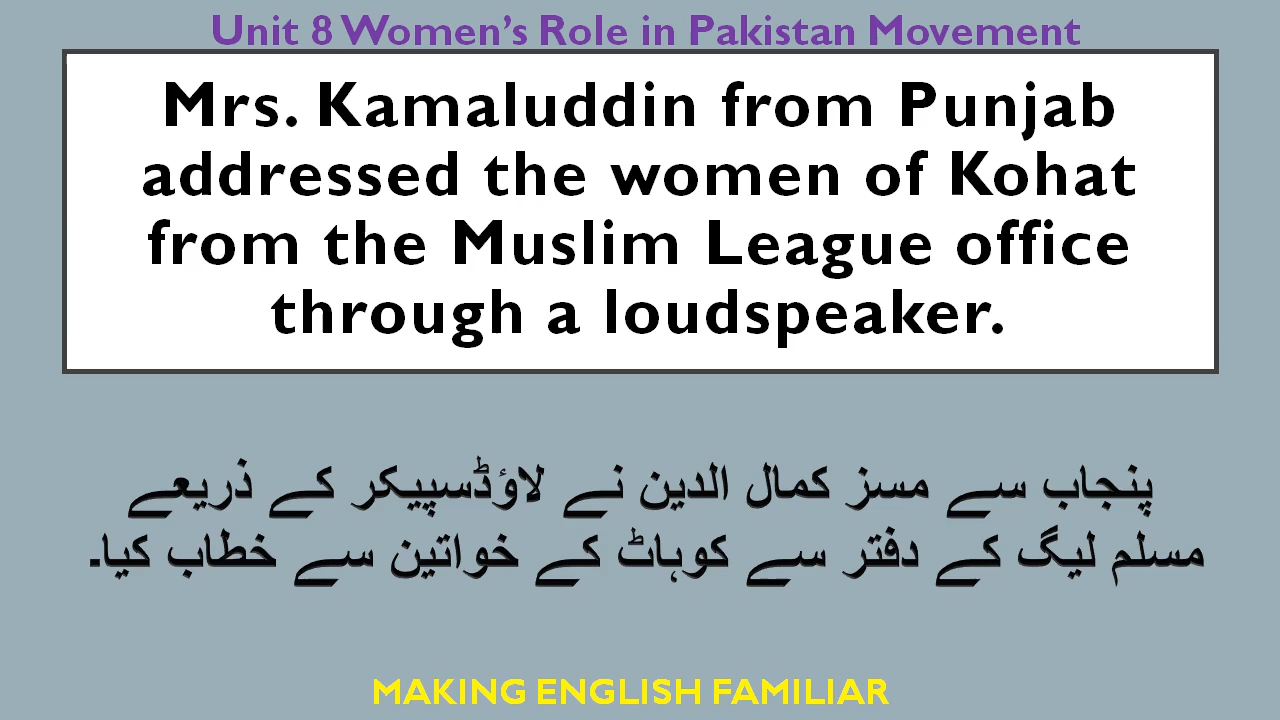 Unit 8 Women’s Role in Pakistan Movement
Mrs. Kamaluddin from Punjab
addressed the women of Kohat
from the Muslim League office
through a loudspeaker.
پنجاب سے مسز کمال الدین نے لاؤڈسپیکر کے ذریعے
مسلم لیگ کے دفتر سے کوہاٹ کے خواتین سے خطاب کیا۔
MAKING ENGLISH FAMILIAR